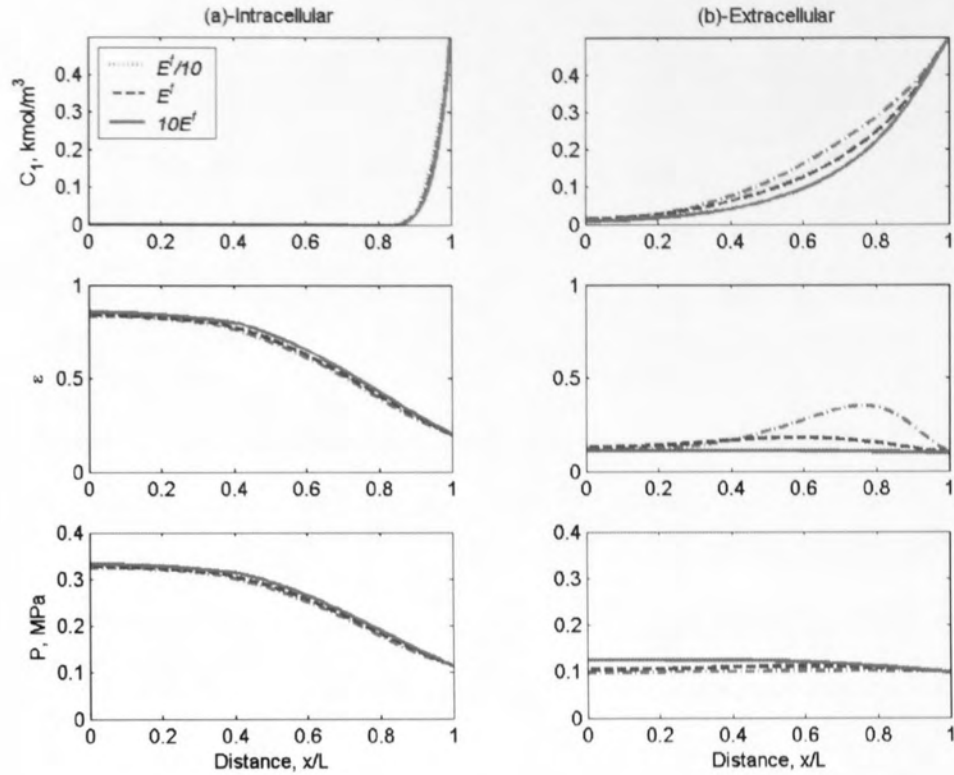 (a)-Intracellular
(b)-Extracellular
C₁, kmol/m³
0.4
0.3
0.2
0.1
0
E^f/10
E^f
10E^f
0 0.2 0.4 0.6 0.8 1
0.4
0.3
0.2
0.1
0
0 0.2 0.4 0.6 0.8 1
ε
1
0.5
0
0 0.2 0.4 0.6 0.8 1
1
0.5
0
0 0.2 0.4 0.6 0.8 1
P, MPa
0.4
0.3
0.2
0.1
0
0 0.2 0.4 0.6 0.8 1
Distance, x/L
0.4
0.3
0.2
0.1
0
0 0.2 0.4 0.6 0.8 1
Distance, x/L